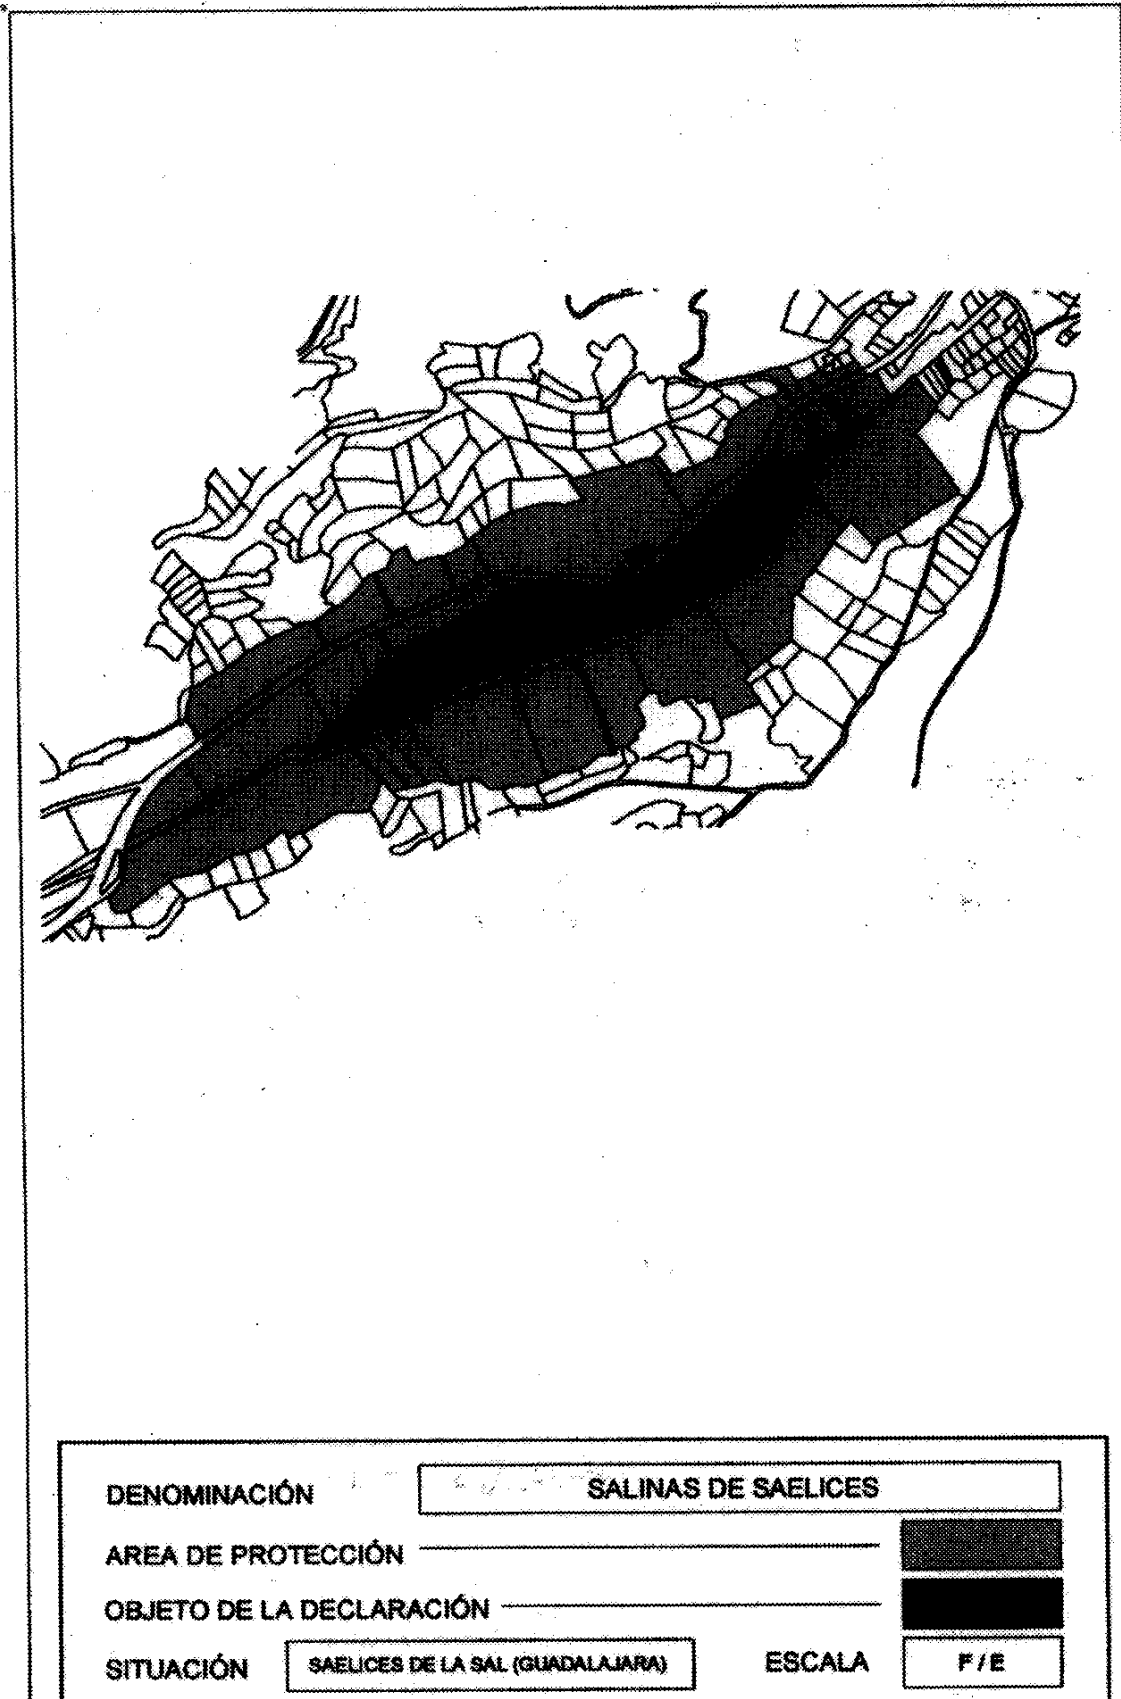 DENOMINACIÓN SALINAS DE SAELICES
AREA DE PROTECCIÓN
OBJETO DE LA DECLARACIÓN
SITUACIÓN SAELICES DE LA SAL (GUADALAJARA) ESCALA F / E